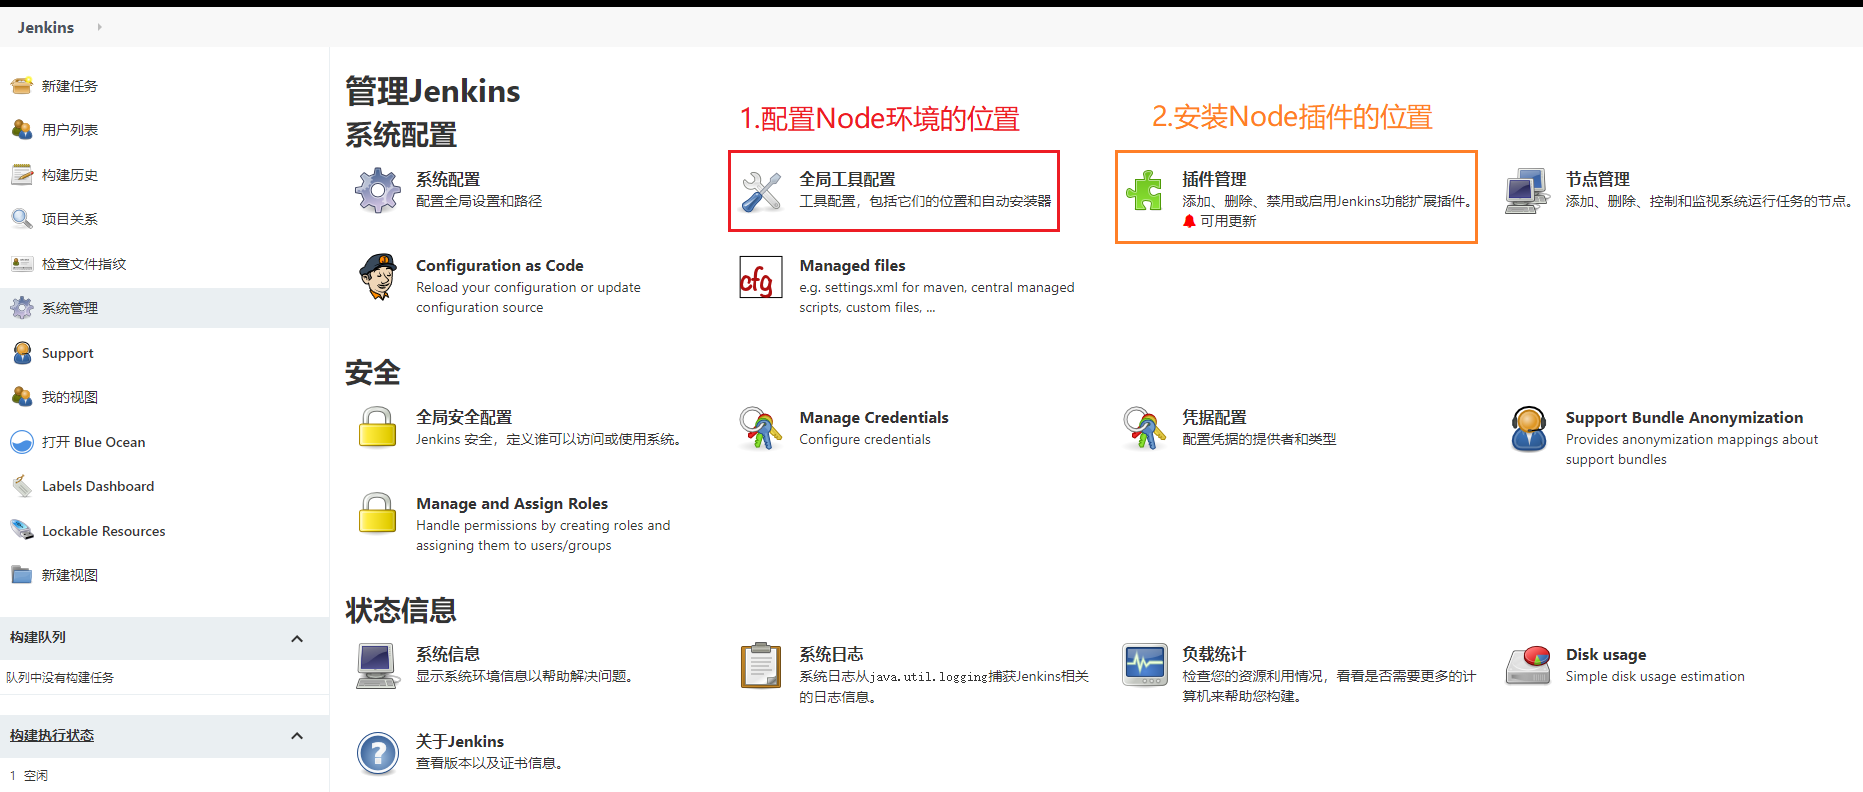 Jenkins
新建任务
用户列表
构建历史
项目关系
检查文件指纹
系统管理
Support
我的视图
打开 Blue Ocean
Labels Dashboard
Lockable Resources
新建视图
构建队列
队列中没有构建任务
构建执行状态
1 空闲
管理Jenkins
系统配置
1.配置Node环境的位置
2.安装Node插件的位置
系统配置
配置全局设置和路径
全局工具配置
工具配置，包括它们的位置和自动安装器
插件管理
添加、删除、禁用或启用Jenkins功能扩展插件。
可用更新
节点管理
添加、删除、控制和监视系统运行任务的节点。
Configuration as Code
Reload your configuration or update
configuration source
cfg
Managed files
e.g. settings.xml for maven, central managed
scripts, custom files, ...
安全
全局安全配置
Jenkins 安全，定义谁可以访问或使用系统。
Manage Credentials
Configure credentials
凭据配置
配置凭据的提供者和类型
Support Bundle Anonymization
Provides anonymization mappings about
support bundles
Manage and Assign Roles
Handle permissions by creating roles and
assigning them to users/groups
状态信息
系统信息
显示系统环境信息以帮助解决问题。
系统日志
系统日志从java.util.logging捕获Jenkins相关
的日志信息。
负载统计
检查您的资源利用情况，看看是否需要更多的计
算机来帮助您构建。
Disk usage
Simple disk usage estimation
关于Jenkins
查看版本以及证书信息。